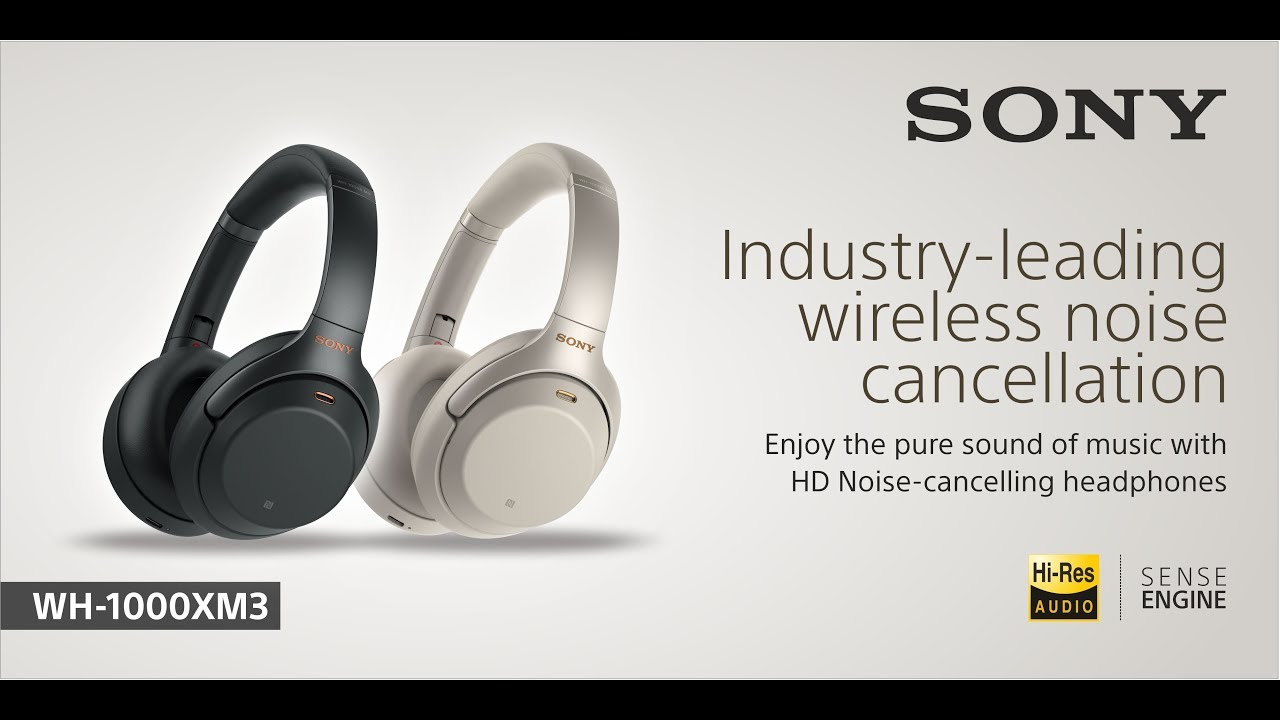 SONY
Industry-leading
wireless noise
cancellation
Enjoy the pure sound of music with
HD Noise-cancelling headphones
SONY
SONY
WH-1000XM3
Hi-Res
AUDIO
SENSE
ENGINE